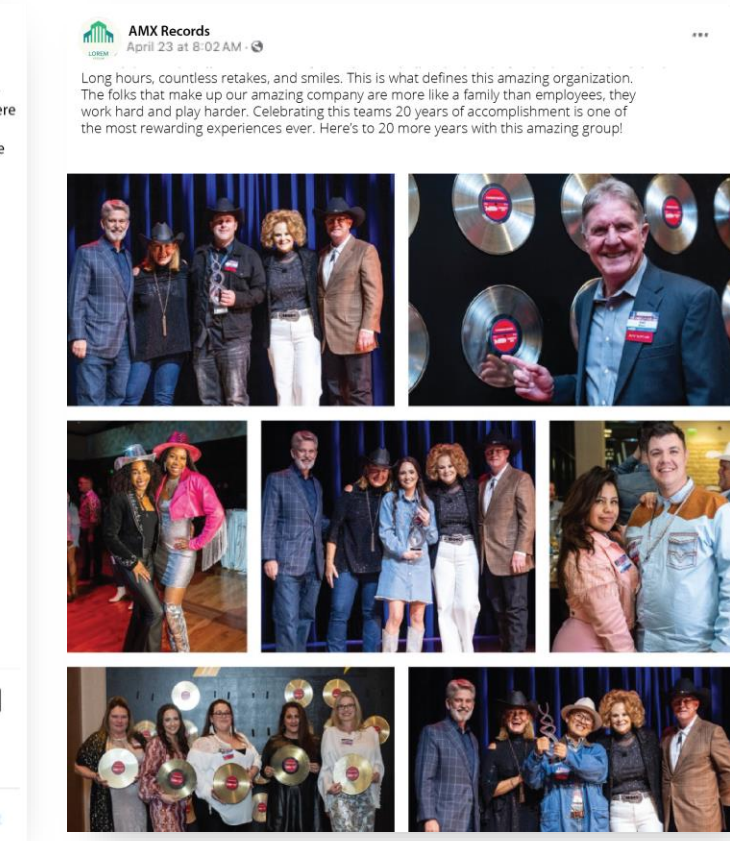 ere
e
LOREM
AMX Records
April 23 at 8:02 AM ·
Long hours, countless retakes, and smiles. This is what defines this amazing organization.
The folks that make up our amazing company are more like a family than employees, they
work hard and play harder. Celebrating this teams 20 years of accomplishment is one of
the most rewarding experiences ever. Here’s to 20 more years with this amazing group!